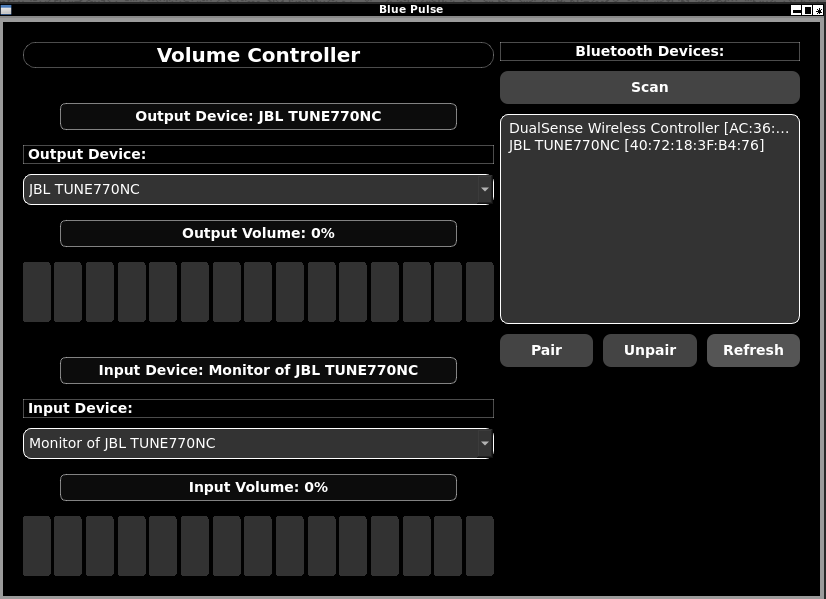 Blue Pulse
Volume Controller
Output Device: JBL TUNE770NC
Output Device:
JBL TUNE770NC
Output Volume: 0%
Input Device: Monitor of JBL TUNE770NC
Input Device:
Monitor of JBL TUNE770NC
Input Volume: 0%
Bluetooth Devices:
Scan
DualSense Wireless Controller [AC:36:...
JBL TUNE770NC [40:72:18:3F:B4:76]
Pair
Unpair
Refresh